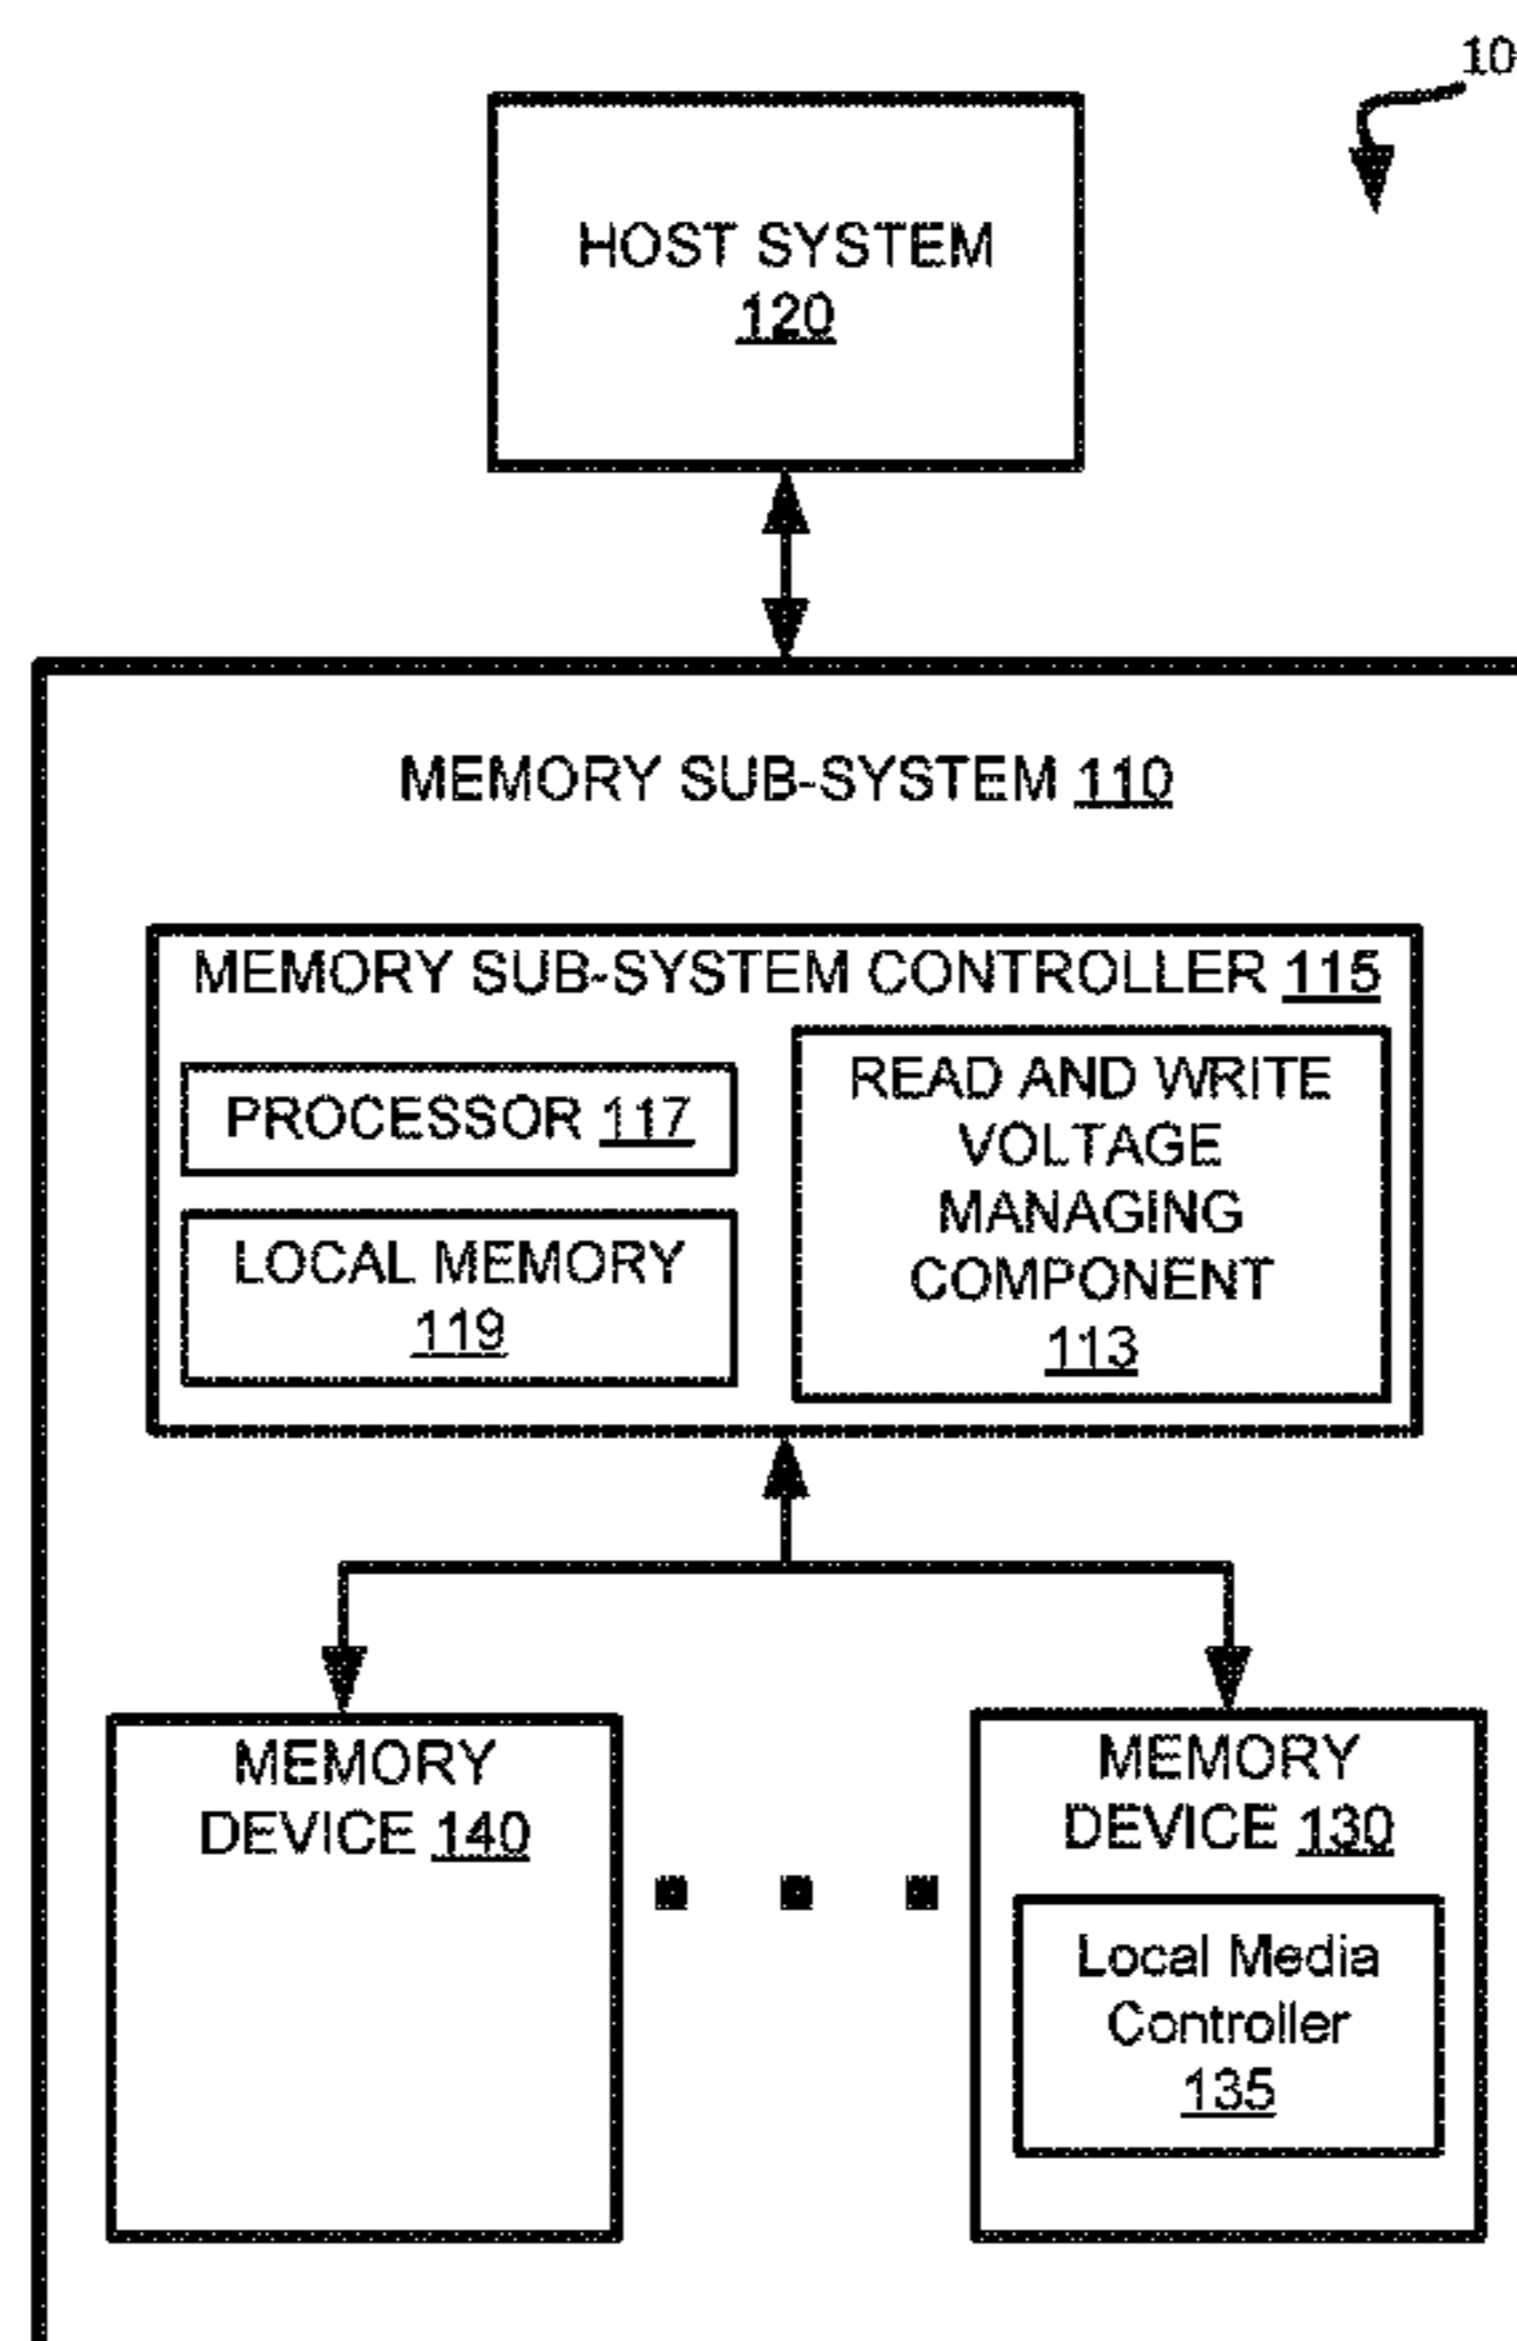 10
HOST SYSTEM
120
MEMORY SUB-SYSTEM 110
MEMORY SUB-SYSTEM CONTROLLER 115
PROCESSOR 117
LOCAL MEMORY
119
READ AND WRITE
VOLTAGE
MANAGING
COMPONENT
113
MEMORY
DEVICE 140
MEMORY
DEVICE 130
Local Media
Controller
135